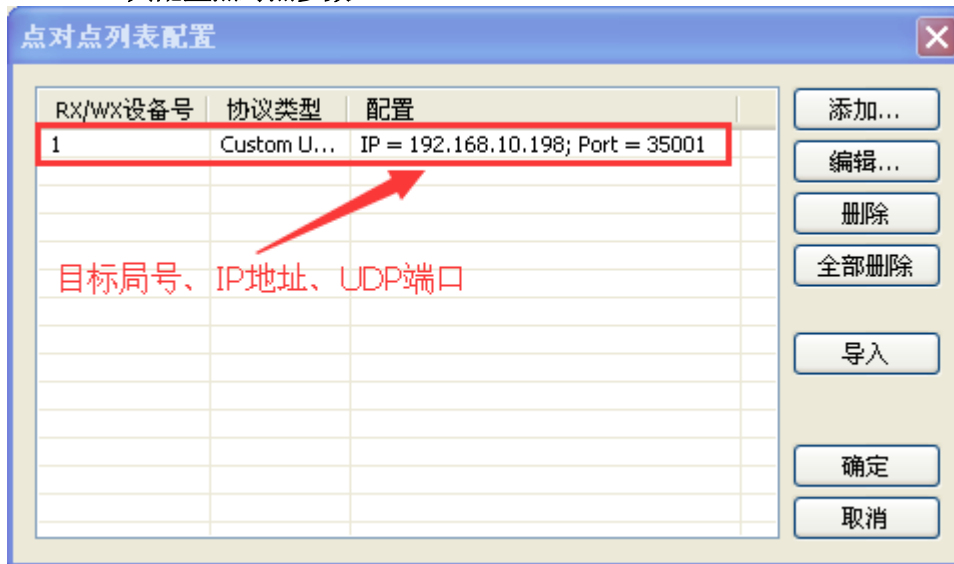 点对点列表配置
RX/WX设备号 协议类型 配置
1 Custom U... IP = 192.168.10.198; Port = 35001
目标局号、IP地址、UDP端口
添加...
编辑...
删除
全部删除
导入
确定
取消